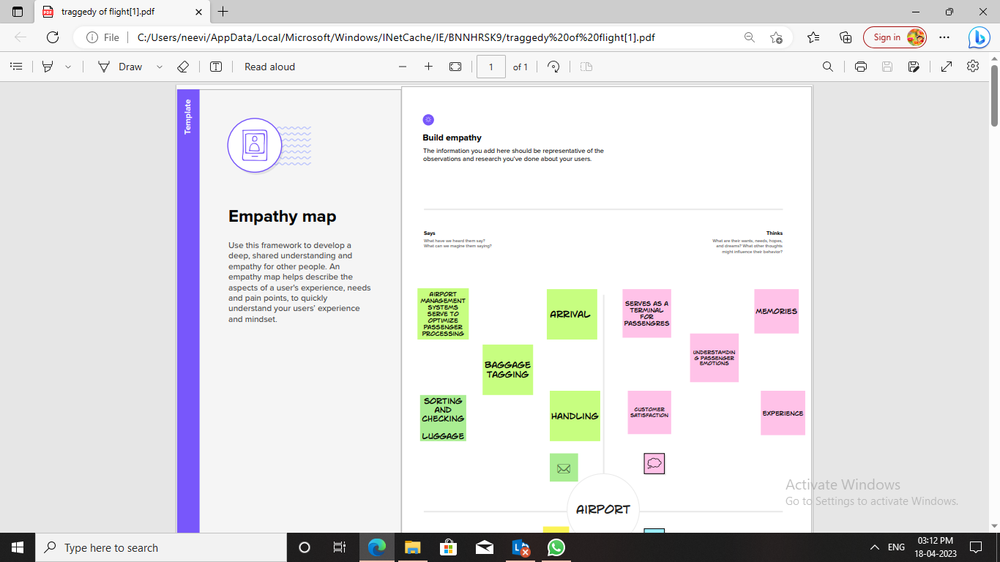 traggedy of flight[1].pdf
File
C:/Users/neevi/AppData/Local/Microsoft/Windows/INetCache/IE/BNNHRSK9/traggedy%20of%20flight[1].pdf
Sign in
Draw
Read aloud
1
of 1
Template
PDF
Build empathy
The information you add here should be representative of the
observations and research you've done about your users.
Empathy map
Use this framework to develop a
deep, shared understanding and
empathy for other people. An
empathy map helps describe the
aspects of a user's experience, needs
and pain points, to quickly
understand your users' experience
and mindset.
Says
What have we heard them say?
What can we magine them saying?
Thinks
What are their wants, needs, hopes,
and dreams? What other thoughts
might influence their behavior?
AIRPORT
MANAGEMENT
SYSTEMS
SERVE TO
OPTIMIZE
PASSENGER
PROCESSING
ARRIVAL
BAGGAGE
TAGGING
SORTING
AND
CHECKING
LUGGAGE
HANDLING
SERVES AS A
TERMINAL
FOR
PASSENGRES
MEMORIES
UNDERSTAMDIN
G PASSENGER
EMOTIONS
CUSTOMER
SATISFACTION
EXPERIENCE
AIRPORT
Activate Windows
Go to Settings to activate Windows.
Type here to search
ENG
03:12 PM
18-04-2023